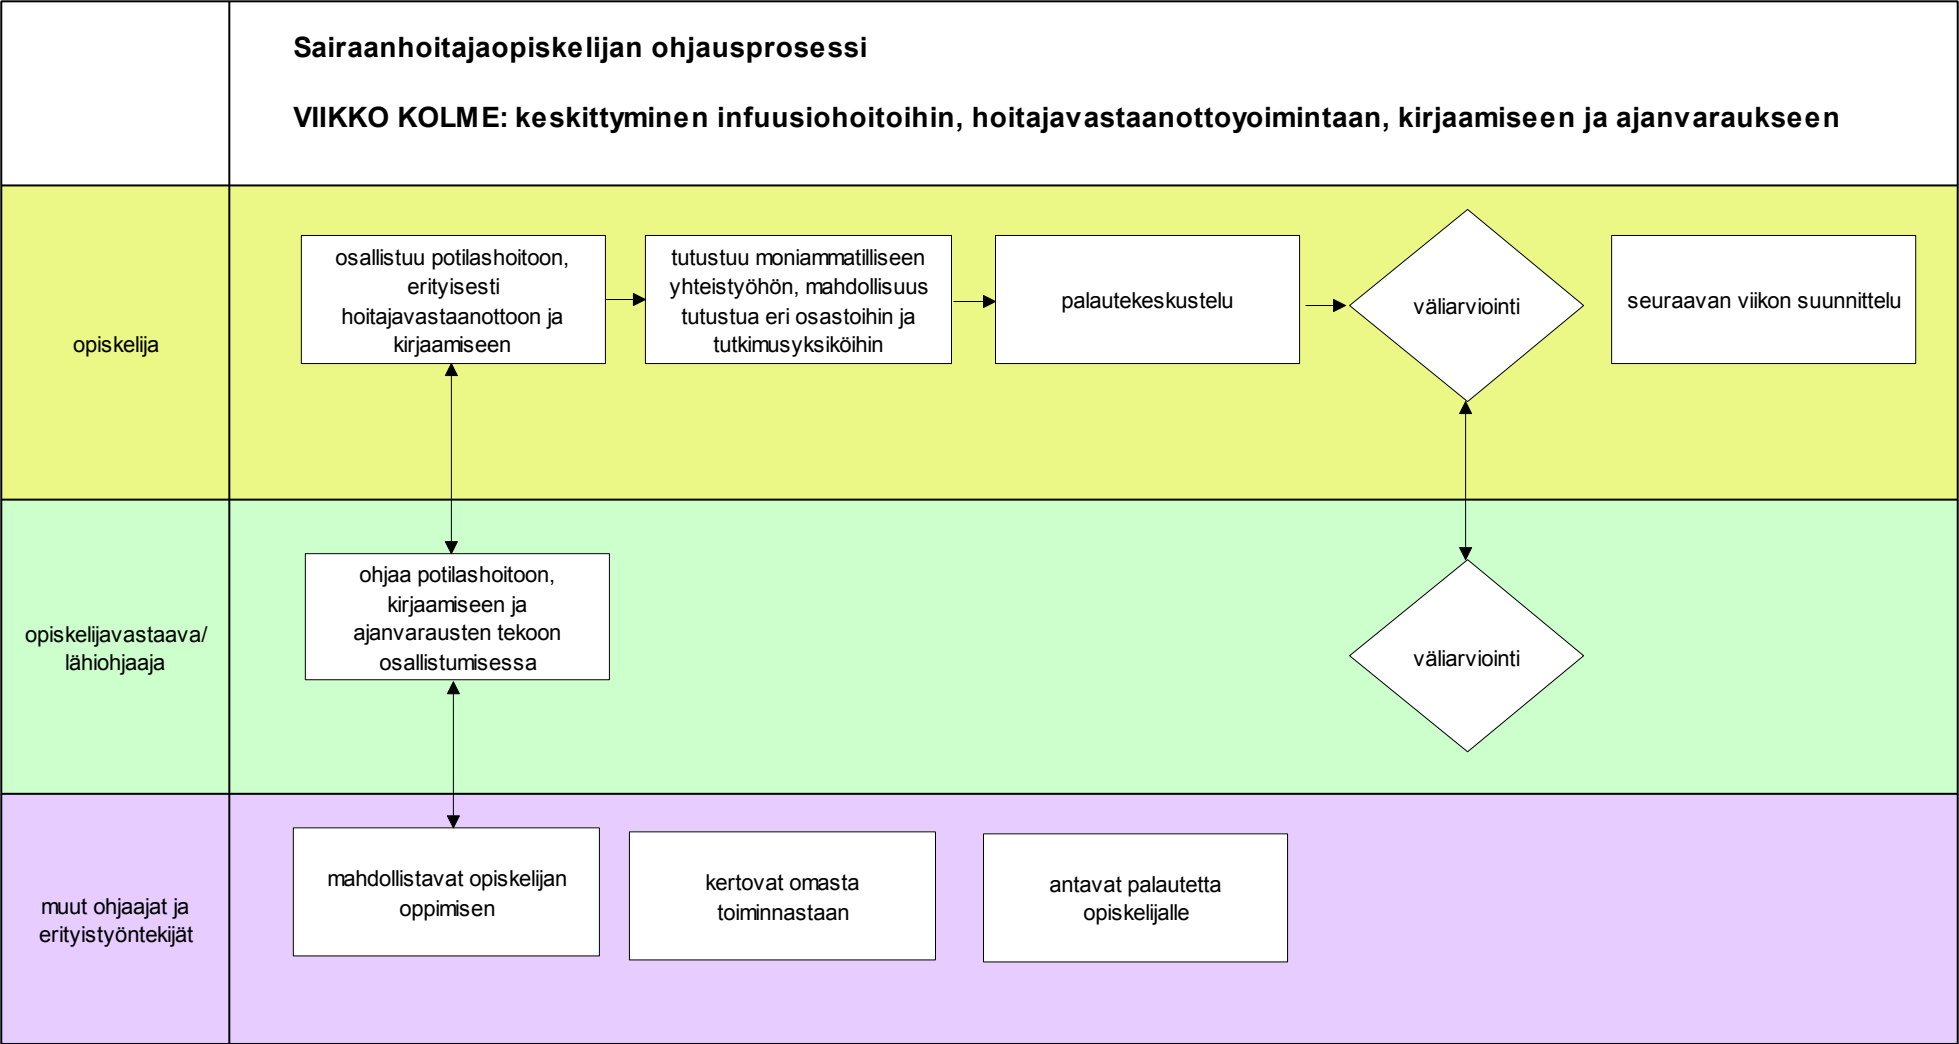 Sairaanhoitajaopiskelijan ohjausprosessi
VIIKKO KOLME: keskittyminen infuusiohoitoihin, hoitajavastaanottoyoimintaan, kirjaamiseen ja ajanvaraukseen
opiskelija
osallistuu potilashoitoon,
erityisesti
hoitajavastaanottoon ja
kirjaamiseen
tutustuu moniammatilliseen
yhteistyöhön, mahdollisuus
tutustua eri osastoihin ja
tutkimusyksiköihin
palautekeskustelu
väliarviointi
seuraavan viikon suunnittelu
opiskelijavastaava/
lähiohjaaja
ohjaa potilashoitoon,
kirjaamiseen ja
ajanvarausten tekoon
osallistumisessa
väliarviointi
muut ohjaajat ja
erityistyöntekijät
mahdollistavat opiskelijan
oppimisen
kertovat omasta
toiminnastaan
antavat palautetta
opiskelijalle